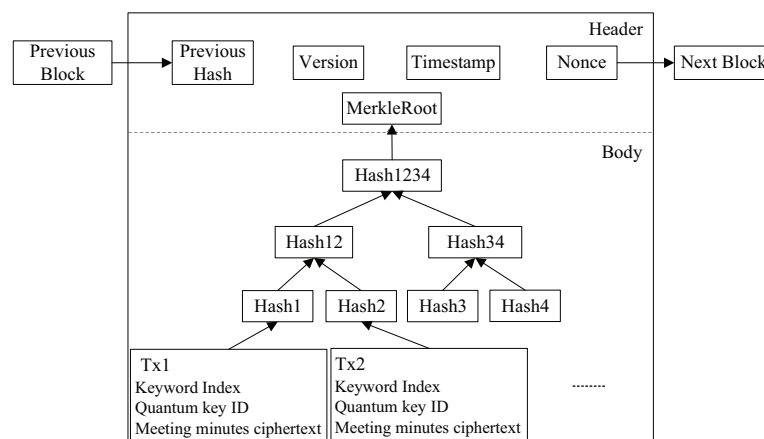 Header
Previous
Block
Previous
Hash
Version
Timestamp
Nonce
Next Block
MerkleRoot
Body
Hash1234
Hash12
Hash34
Hash1
Hash2
Hash3
Hash4
Tx1
Keyword Index
Quantum key ID
Meeting minutes ciphertext
Tx2
Keyword Index
Quantum key ID
Meeting minutes ciphertext